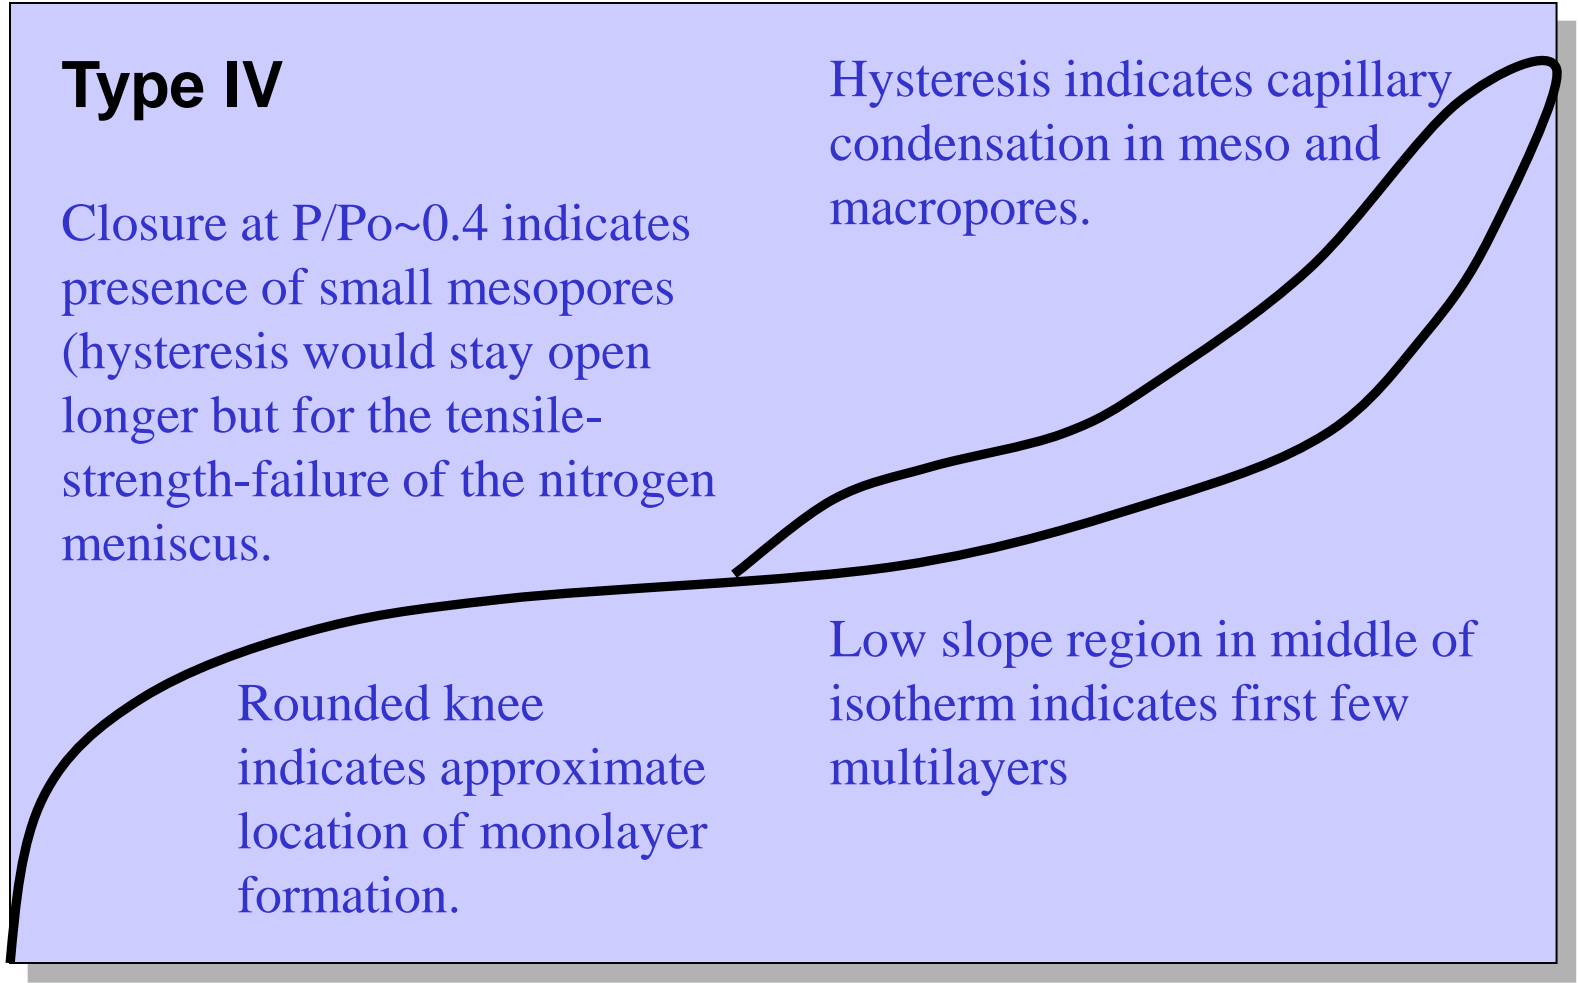 Type IV
Closure at P/Po~0.4 indicates
presence of small mesopores
(hysteresis would stay open
longer but for the tensile-
strength-failure of the nitrogen
meniscus.
Hysteresis indicates capillary
condensation in meso and
macropores.
Rounded knee
indicates approximate
location of monolayer
formation.
Low slope region in middle of
isotherm indicates first few
multilayers